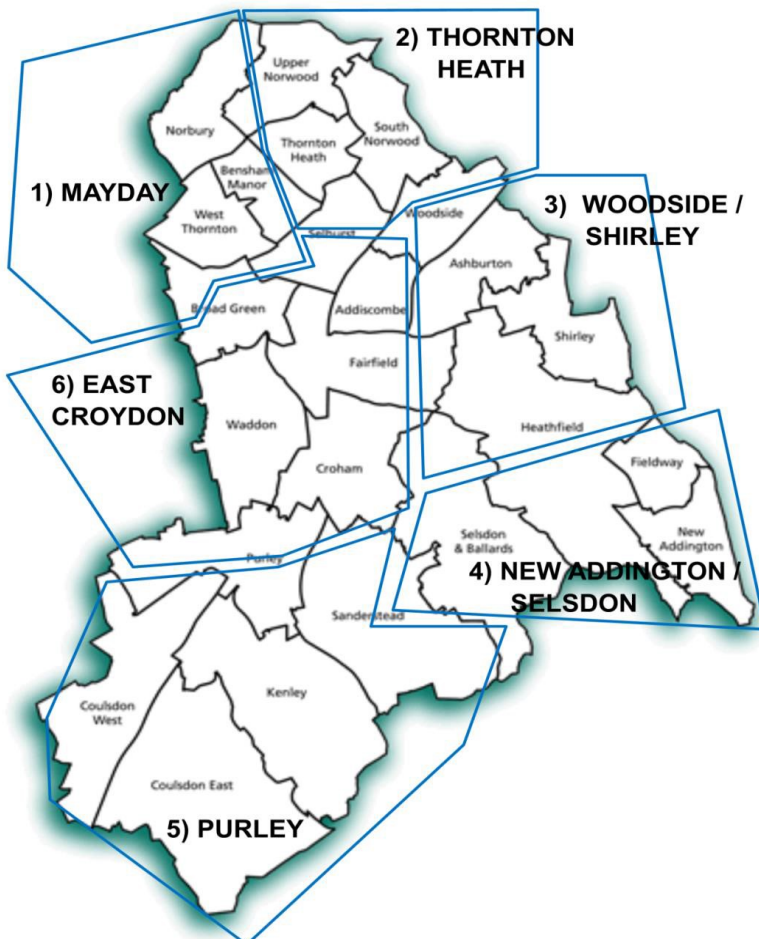 2) THORNTON
HEATH
Upper
Norwood
Norbury
Thornton
Heath
South
Norwood
Bensham
Manor
1) MAYDAY
West
Thornton
Woodside
3) WOODSIDE /
SHIRLEY
Selhurst
Ashburton
Broad Green
Addiscombe
Shirley
Fairfield
6) EAST
CROYDON
Waddon
Heathfield
Croham
Fieldway
Selsdon
& Ballards
New
Addington
Purley
4) NEW ADDINGTON /
SELSDON
Sanderstead
Coulsdon
West
Kenley
Coulsdon East
5) PURLEY